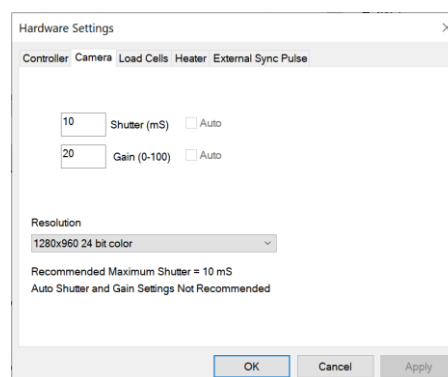 Hardware Settings
Controller Camera Load Cells Heater External Sync Pulse
10 Shutter (mS) Auto
20 Gain (0-100) Auto
Resolution
1280x960 24 bit color
Recommended Maximum Shutter = 10 mS
Auto Shutter and Gain Settings Not Recommended
OK Cancel Apply